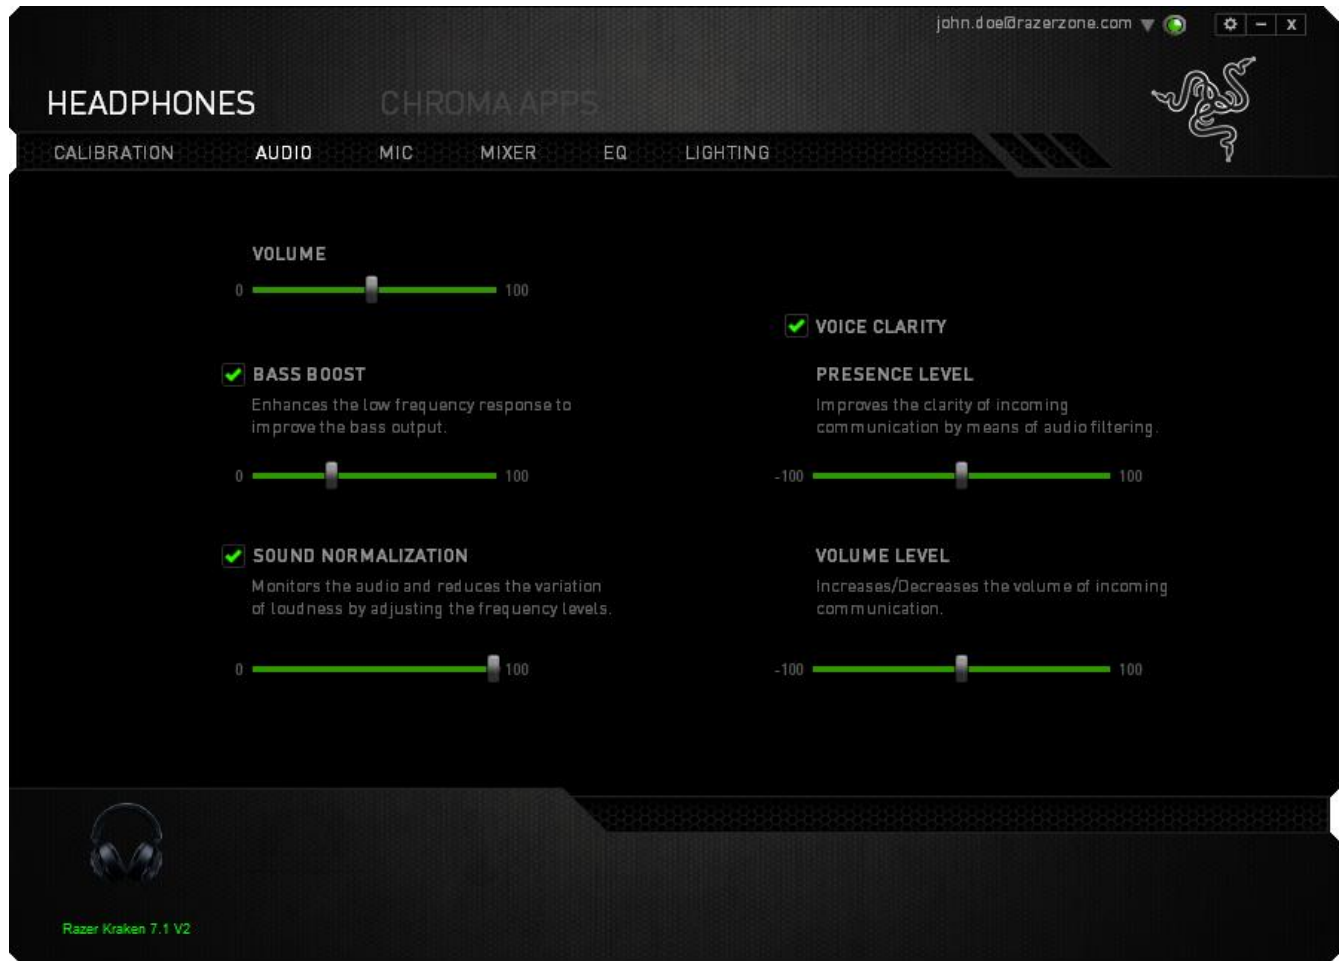 john.doe@razerzone.com
X
HEADPHONES
CHROMA APPS
CALIBRATION
AUDIO
MIC
MIXER
EQ
LIGHTING
VOLUME
0
100
BASS BOOST
Enhances the low frequency response to
improve the bass output.
0
100
SOUND NORMALIZATION
Monitors the audio and reduces the variation
of loudness by adjusting the frequency levels.
0
100
VOICE CLARITY
PRESENCE LEVEL
Improves the clarity of incoming
communication by means of audio filtering.
-100
100
VOLUME LEVEL
Increases/Decreases the volume of incoming
communication.
-100
100
Razer Kraken 7.1 V2